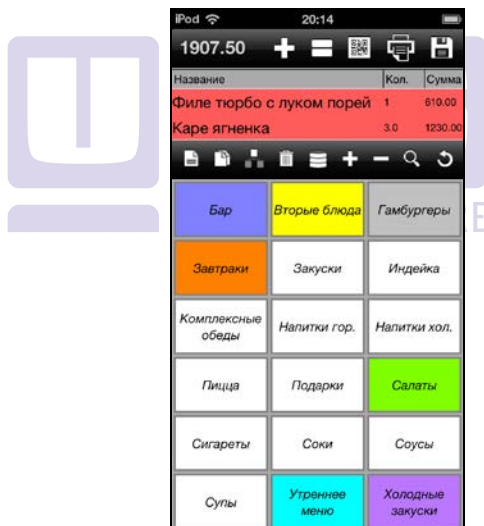 iPod 20:14
1907.50
Название Кол. Сумма
Филе тюрбо с луком порей 1 610.00
Каре ягненка 3.0 1230.00
Бар Вторые блюда Гамбургеры
Завтраки Закуски Индейка
Комплексные обеды Напитки гор. Напитки хол.
Пицца Подарки Салаты
Сигареты Соки Соусы
Супы Утреннее меню Холодные закуски